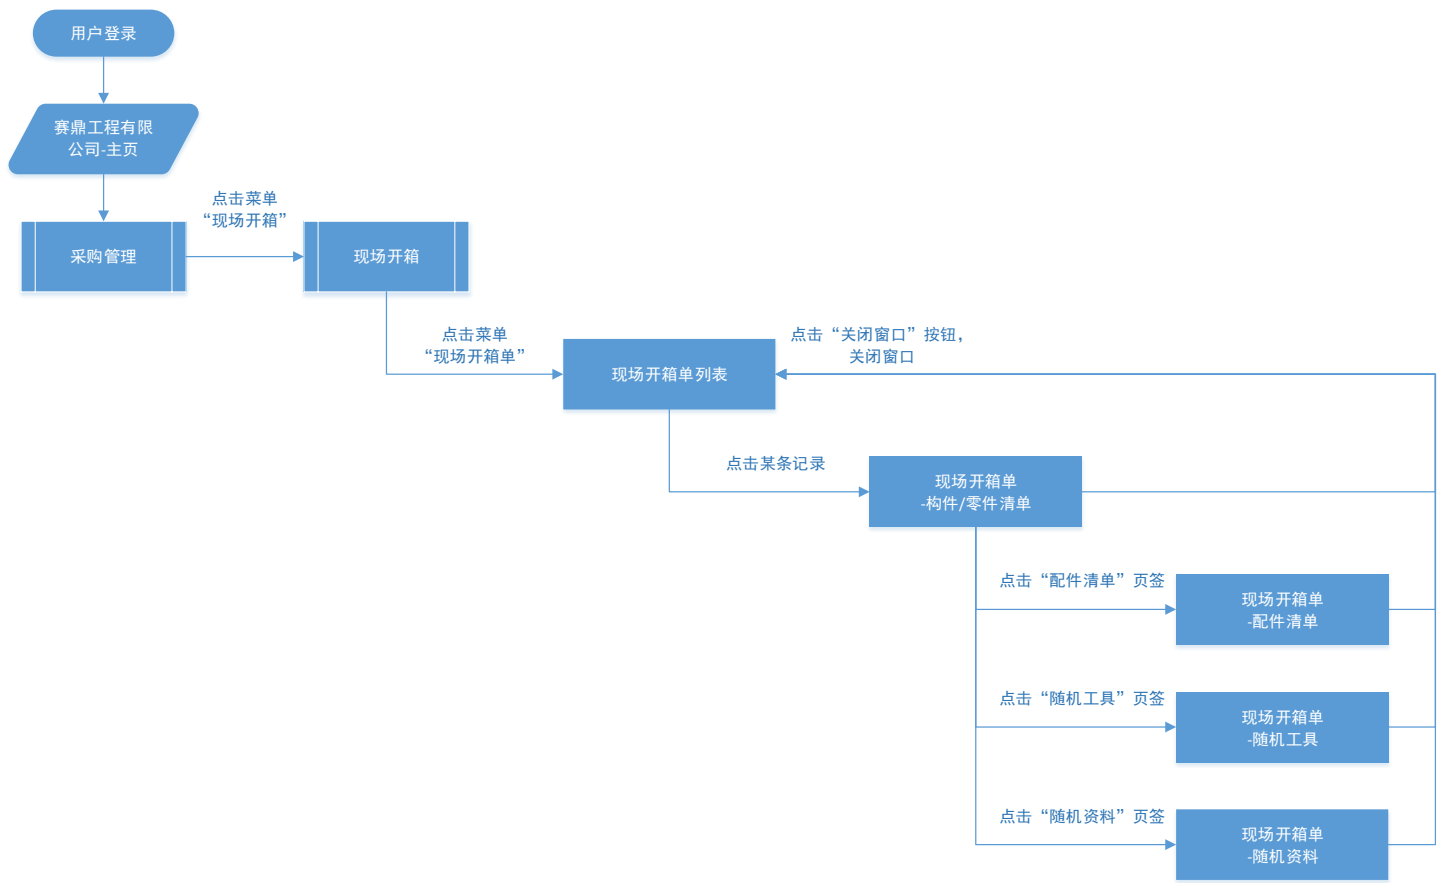 用户登录
赛鼎工程有限
公司-主页
点击菜单
“现场开箱”
采购管理
现场开箱
点击菜单
“现场开箱单”
现场开箱单列表
点击“关闭窗口”按钮，
关闭窗口
点击某条记录
现场开箱单
-构件/零件清单
点击“配件清单”页签
现场开箱单
-配件清单
点击“随机工具”页签
现场开箱单
-随机工具
点击“随机资料”页签
现场开箱单
-随机资料